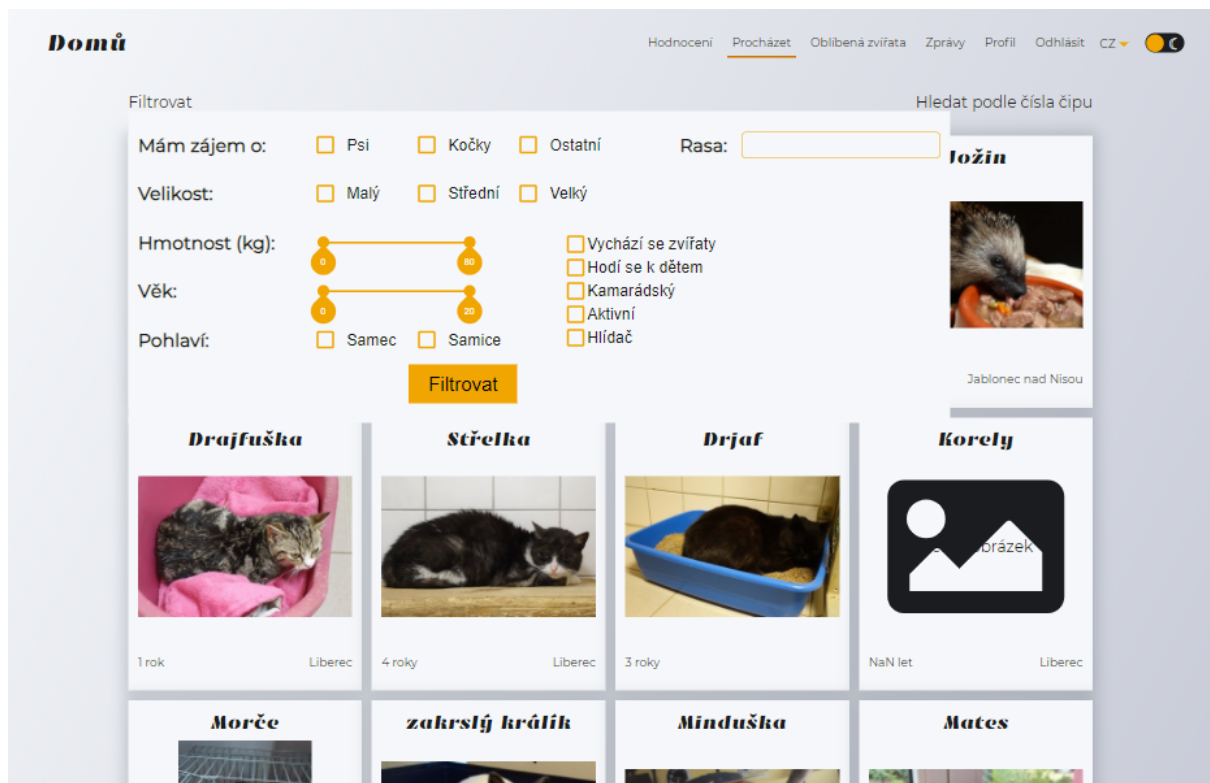 Domů
Hodnocení Procházet Oblíbená zvířata Zprávy Profil Odhlásit CZ
Filtrovat
Hledat podle čísla čipu
Mám zájem o: Psi Kočky Ostatní Rasa:
Velikost: Malý Střední Velký
Hmotnost (kg): 0 80
Věk: 0 20
Pohlaví: Samec Samice
Vychází se zvířaty
Hodí se k dětem
Kamarádský
Aktivní
Hlídač
Filtrovat
Jožin
Jablonec nad Nisou
Drajfuška Střelka Drjaf Korely
1 rok Liberec 4 roky Liberec 3 roky NaN let Liberec
Morče zakrslý králík Minduška Mates